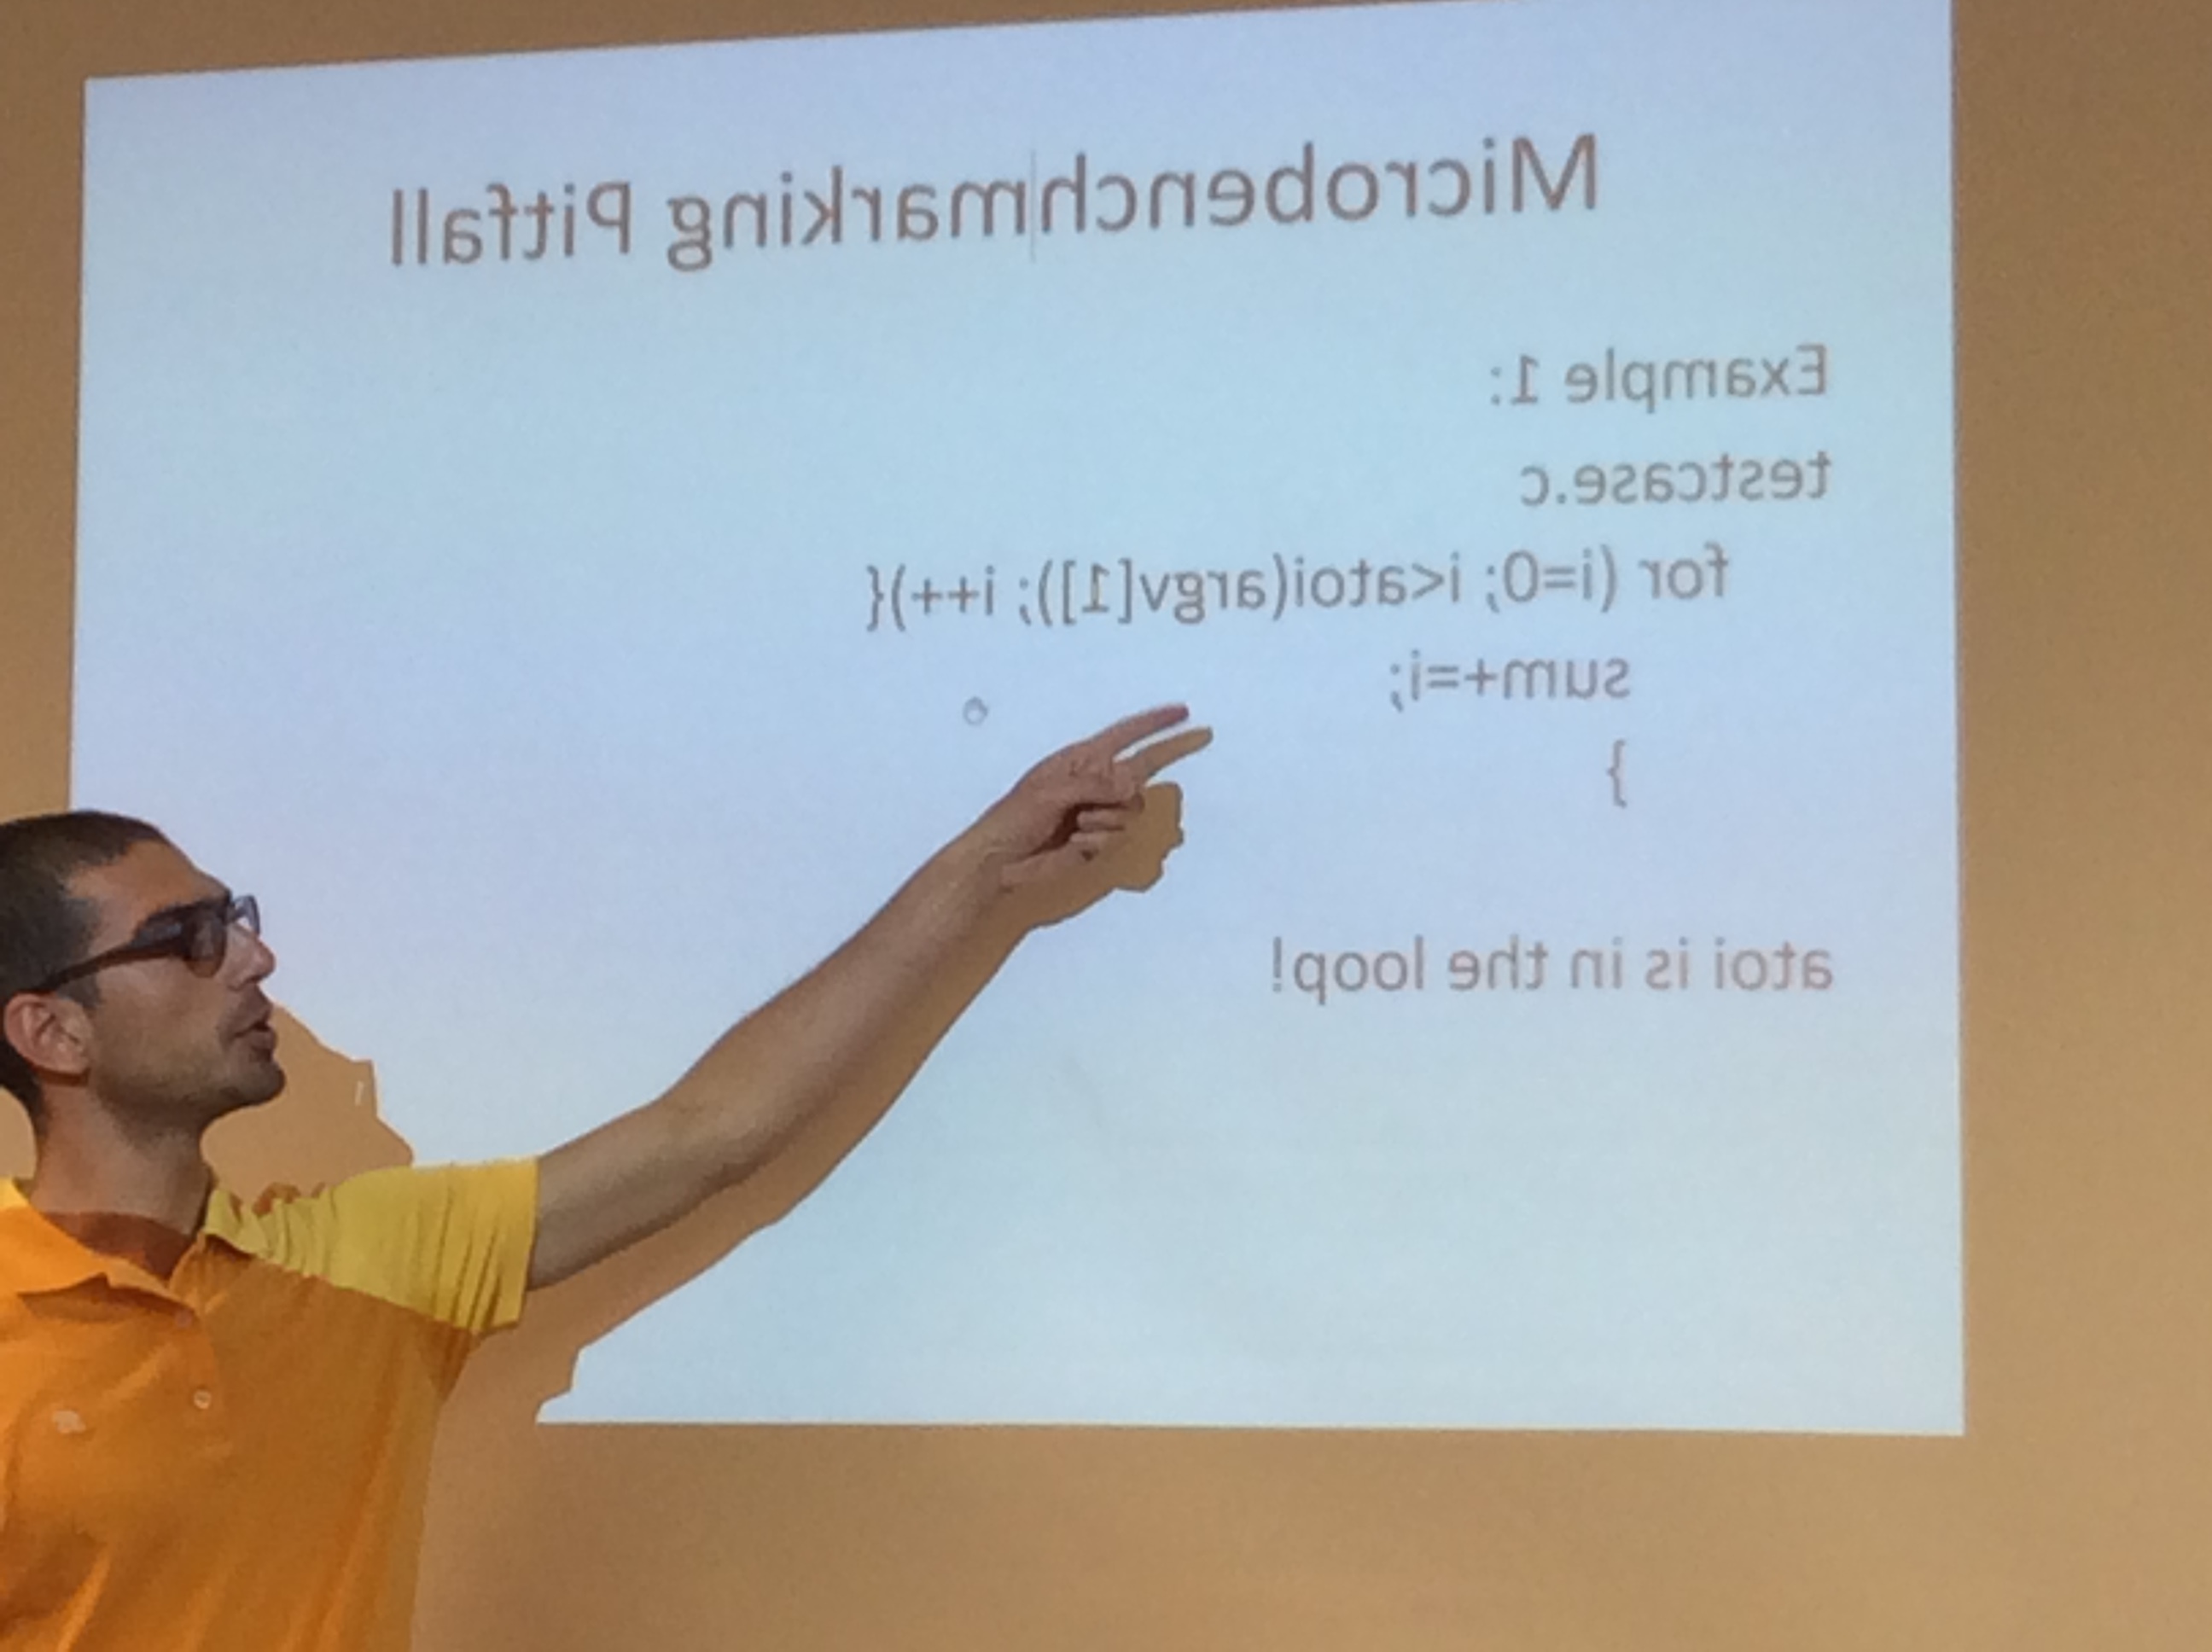 Microbenchmarking Pitfall
Example 1:
testcase.c
for (i=0; i<atoi(argv[1]); i++){
sum+=i;
}
atoi is in the loop!